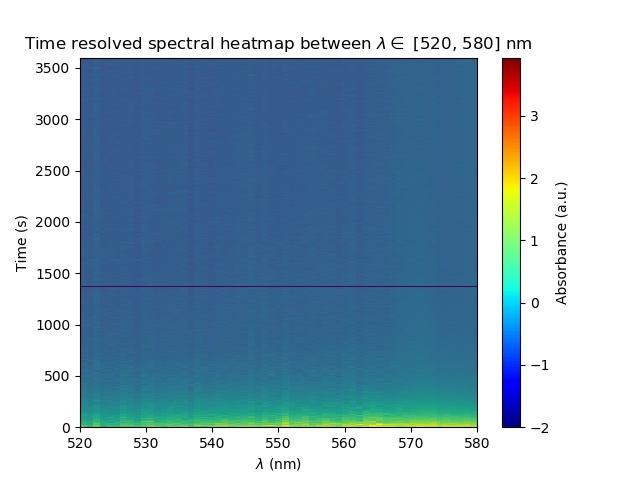 Time resolved spectral heatmap between λ ∈ [520, 580] nm
3500
3000
2500
2000
1500
1000
500
0
Time (s)
520 530 540 550 560 570 580
λ (nm)
3
2
1
0
−1
−2
Absorbance (a.u.)